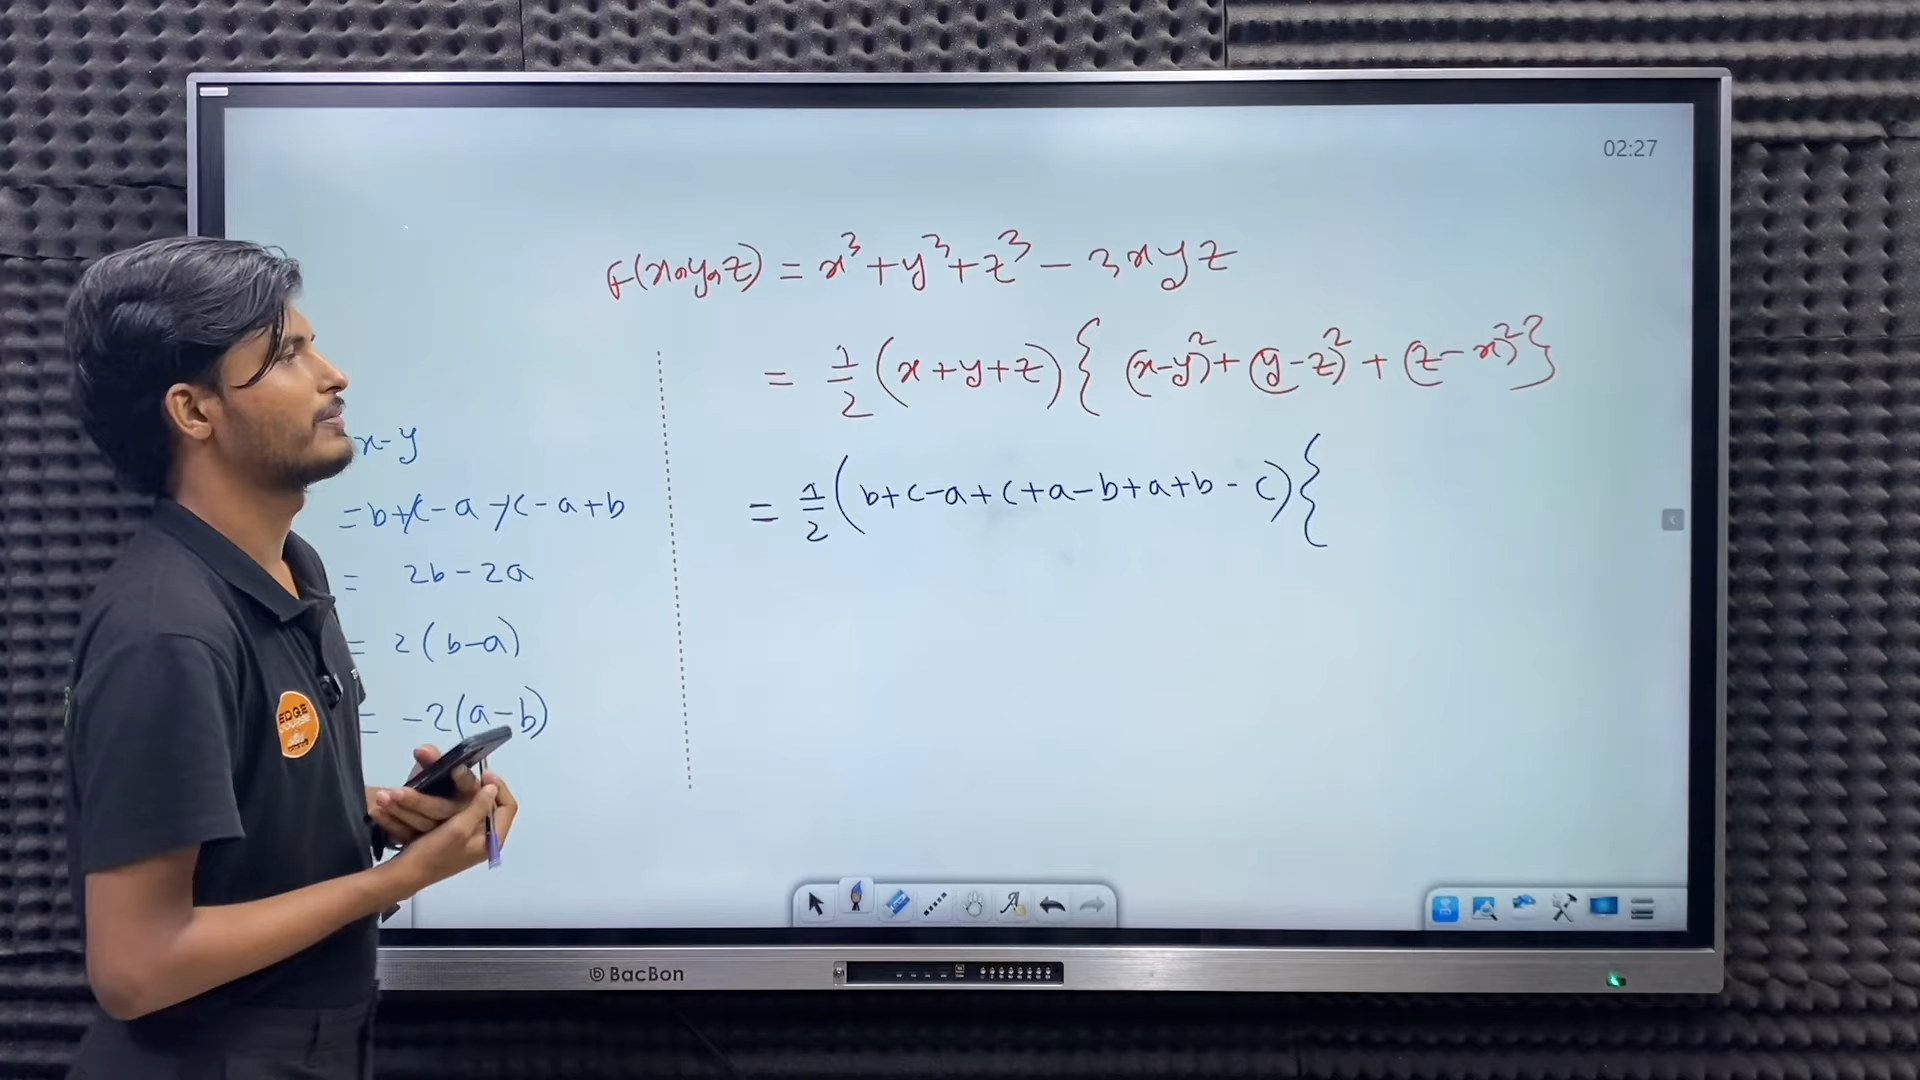 02:27
F(x,y,z) = x³+y³+z³-3xyz
= 1/2 (x+y+z){ (x-y)²+(y-z)²+(z-x)²}
= 1/2 (b+c-a+c+a-b+a+b-c){
x-y
=b+c-a-c-a+b
= 2b-2a
= 2(b-a)
= -2(a-b)
EDGE
BacBon